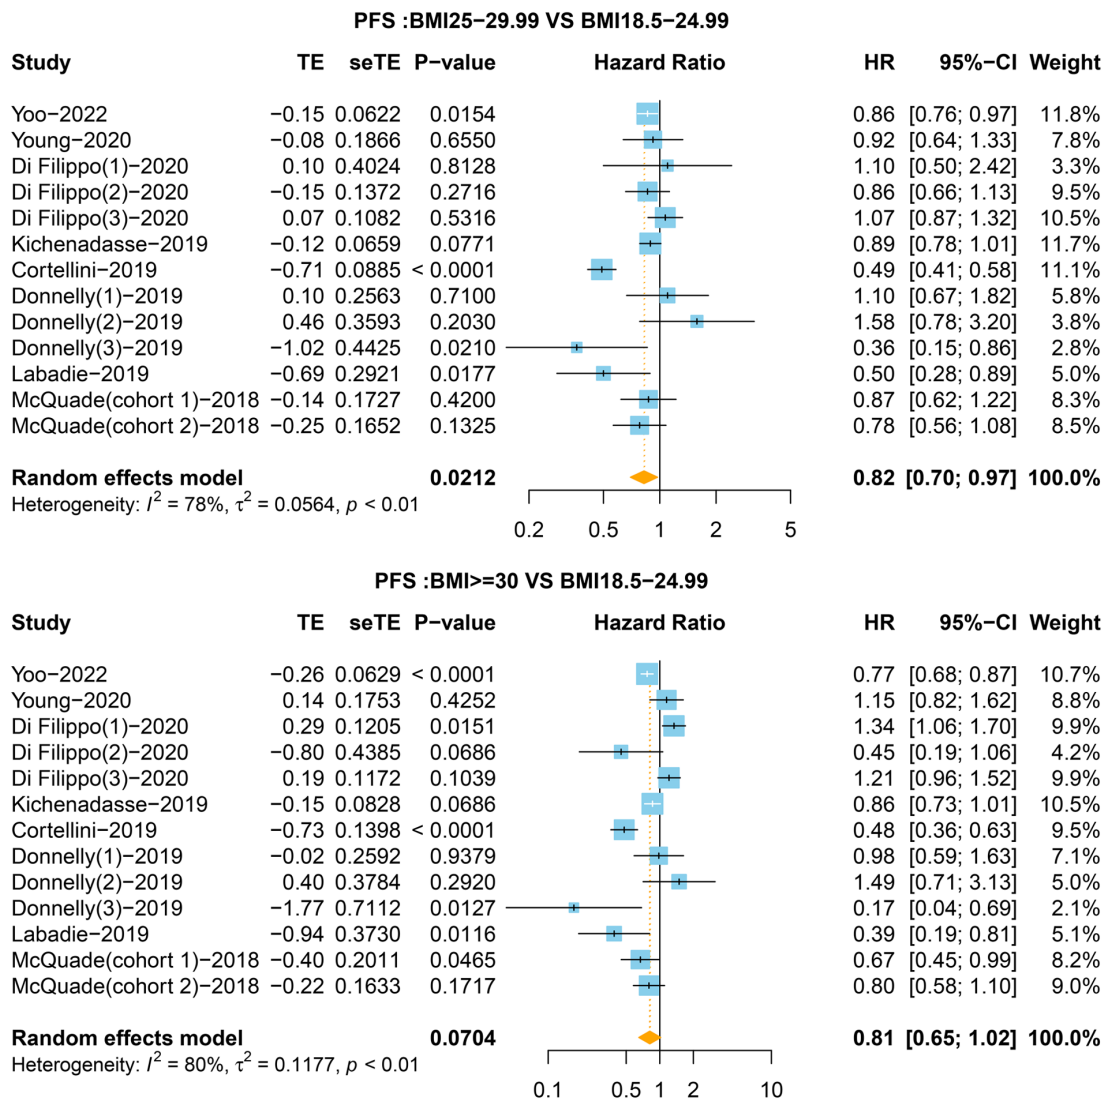 PFS :BMI25−29.99 VS BMI18.5−24.99
Study TE seTE P−value Hazard Ratio HR 95%−CI Weight
Yoo−2022 −0.15 0.0622 0.0154 0.86 [0.76; 0.97] 11.8%
Young−2020 −0.08 0.1866 0.6550 0.92 [0.64; 1.33] 7.8%
Di Filippo(1)−2020 0.10 0.4024 0.8128 1.10 [0.50; 2.42] 3.3%
Di Filippo(2)−2020 −0.15 0.1372 0.2716 0.86 [0.66; 1.13] 9.5%
Di Filippo(3)−2020 0.07 0.1082 0.5316 1.07 [0.87; 1.32] 10.5%
Kichenadasse−2019 −0.12 0.0659 0.0771 0.89 [0.78; 1.01] 11.7%
Cortellini−2019 −0.71 0.0885 < 0.0001 0.49 [0.41; 0.58] 11.1%
Donnelly(1)−2019 0.10 0.2563 0.7100 1.10 [0.67; 1.82] 5.8%
Donnelly(2)−2019 0.46 0.3593 0.2030 1.58 [0.78; 3.20] 3.8%
Donnelly(3)−2019 −1.02 0.4425 0.0210 0.36 [0.15; 0.86] 2.8%
Labadie−2019 −0.69 0.2921 0.0177 0.50 [0.28; 0.89] 5.0%
McQuade(cohort 1)−2018 −0.14 0.1727 0.4200 0.87 [0.62; 1.22] 8.3%
McQuade(cohort 2)−2018 −0.25 0.1652 0.1325 0.78 [0.56; 1.08] 8.5%
Random effects model 0.0212 0.82 [0.70; 0.97] 100.0%
Heterogeneity: I² = 78%, τ² = 0.0564, p < 0.01
0.2 0.5 1 2 5
PFS :BMI>=30 VS BMI18.5−24.99
Study TE seTE P−value Hazard Ratio HR 95%−CI Weight
Yoo−2022 −0.26 0.0629 < 0.0001 0.77 [0.68; 0.87] 10.7%
Young−2020 0.14 0.1753 0.4252 1.15 [0.82; 1.62] 8.8%
Di Filippo(1)−2020 0.29 0.1205 0.0151 1.34 [1.06; 1.70] 9.9%
Di Filippo(2)−2020 −0.80 0.4385 0.0686 0.45 [0.19; 1.06] 4.2%
Di Filippo(3)−2020 0.19 0.1172 0.1039 1.21 [0.96; 1.52] 9.9%
Kichenadasse−2019 −0.15 0.0828 0.0686 0.86 [0.73; 1.01] 10.5%
Cortellini−2019 −0.73 0.1398 < 0.0001 0.48 [0.36; 0.63] 9.5%
Donnelly(1)−2019 −0.02 0.2592 0.9379 0.98 [0.59; 1.63] 7.1%
Donnelly(2)−2019 0.40 0.3784 0.2920 1.49 [0.71; 3.13] 5.0%
Donnelly(3)−2019 −1.77 0.7112 0.0127 0.17 [0.04; 0.69] 2.1%
Labadie−2019 −0.94 0.3730 0.0116 0.39 [0.19; 0.81] 5.1%
McQuade(cohort 1)−2018 −0.40 0.2011 0.0465 0.67 [0.45; 0.99] 8.2%
McQuade(cohort 2)−2018 −0.22 0.1633 0.1717 0.80 [0.58; 1.10] 9.0%
Random effects model 0.0704 0.81 [0.65; 1.02] 100.0%
Heterogeneity: I² = 80%, τ² = 0.1177, p < 0.01
0.1 0.5 1 2 10